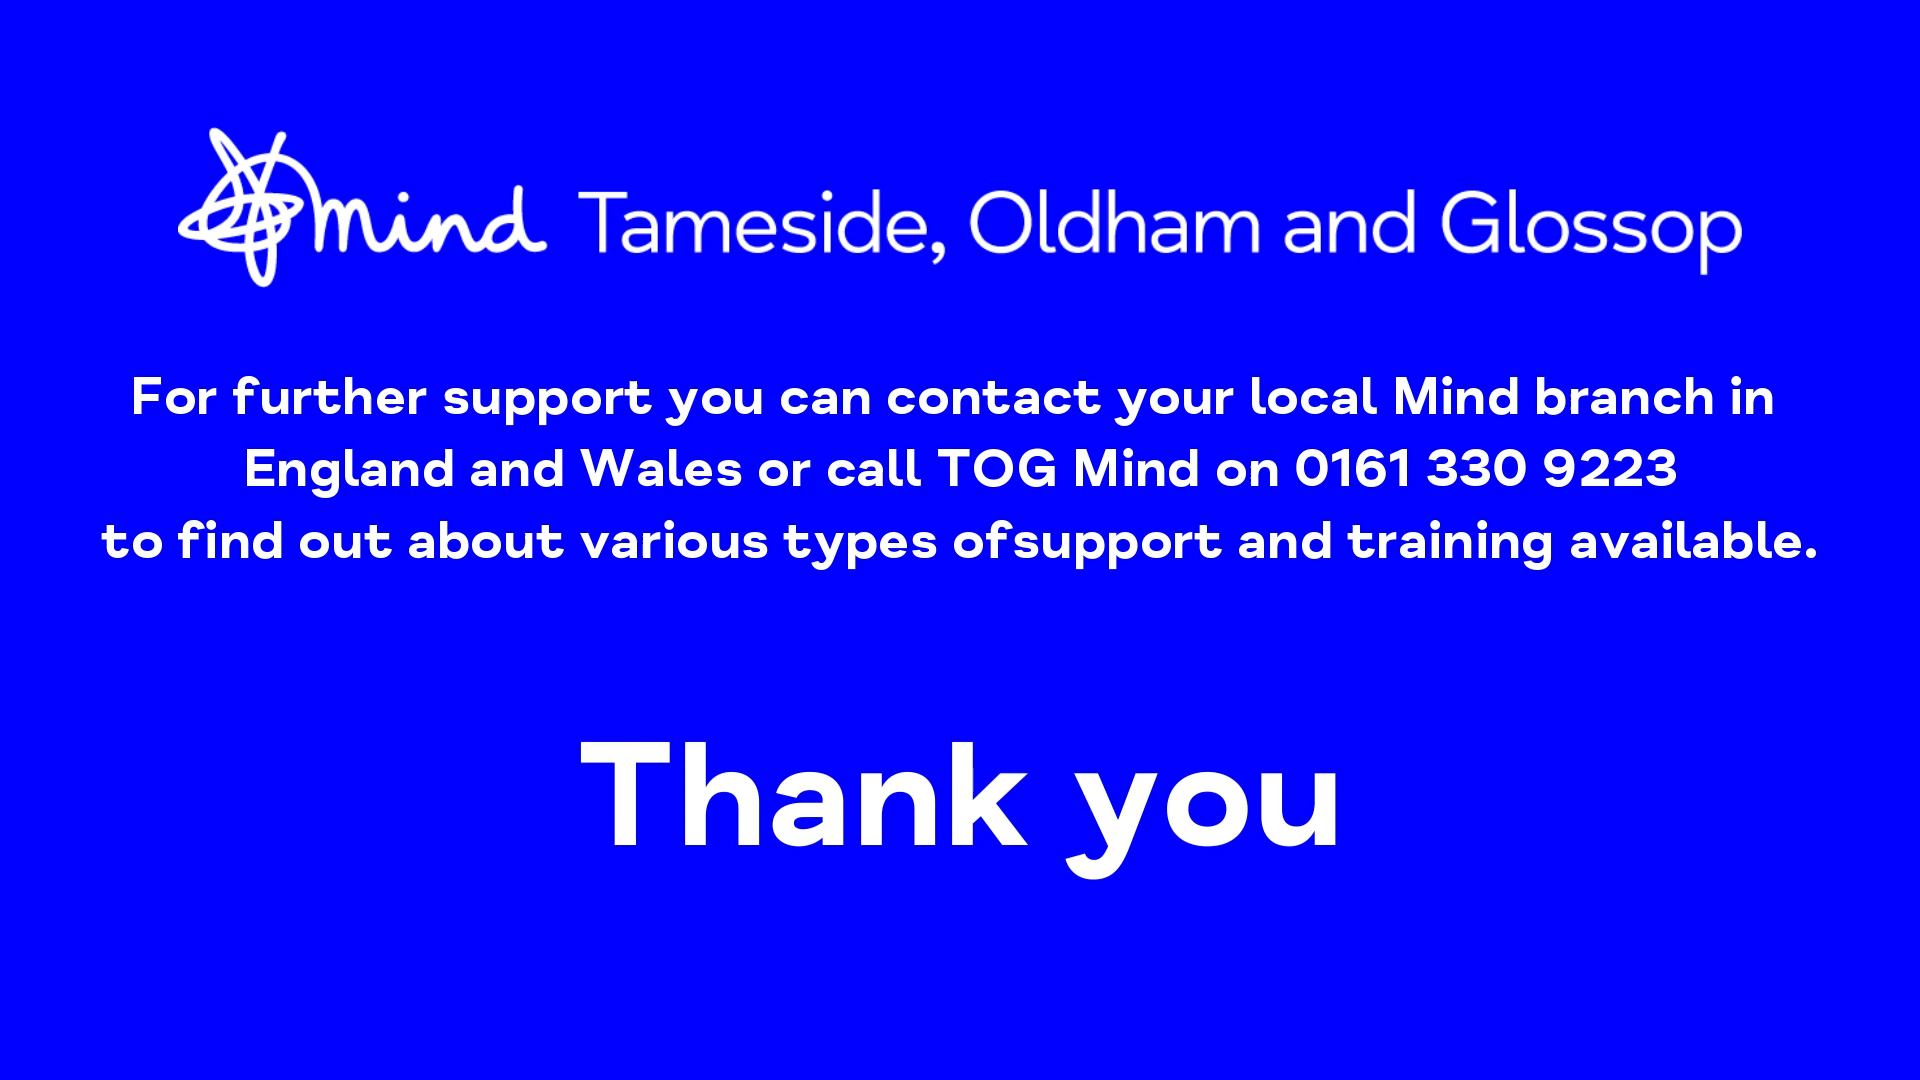 mind Tameside, Oldham and Glossop
For further support you can contact your local Mind branch in
England and Wales or call TOG Mind on 0161 330 9223
to find out about various types ofsupport and training available.
Thank you